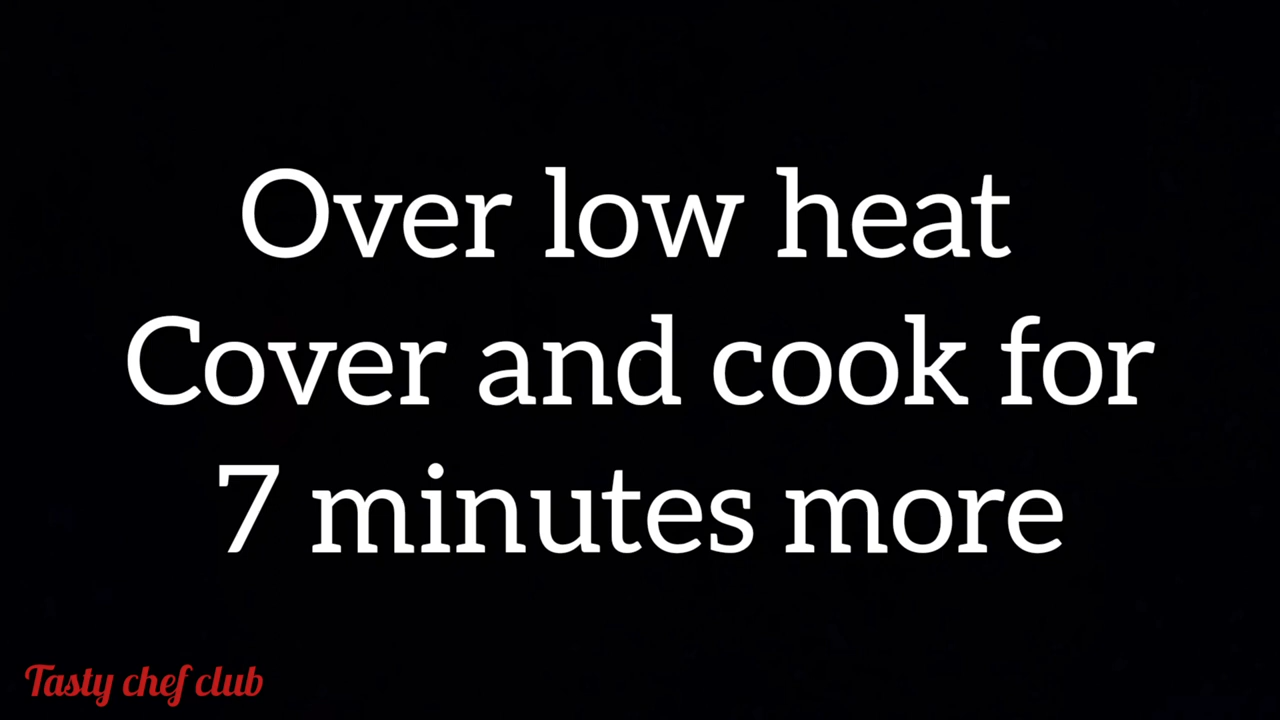 Over low heat
Cover and cook for
7 minutes more
Tasty chef club